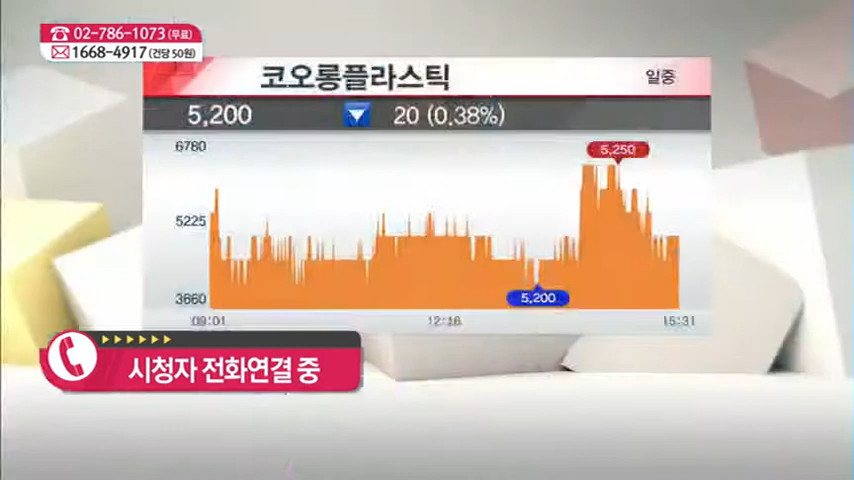 02-786-1073 (무료)
1668-4917 (건당 50원)
코오롱플라스틱
일중
5,200
20 (0.38%)
6780
5,250
5225
3660
5,200
09:01
12:16
15:31
시청자 전화연결 중